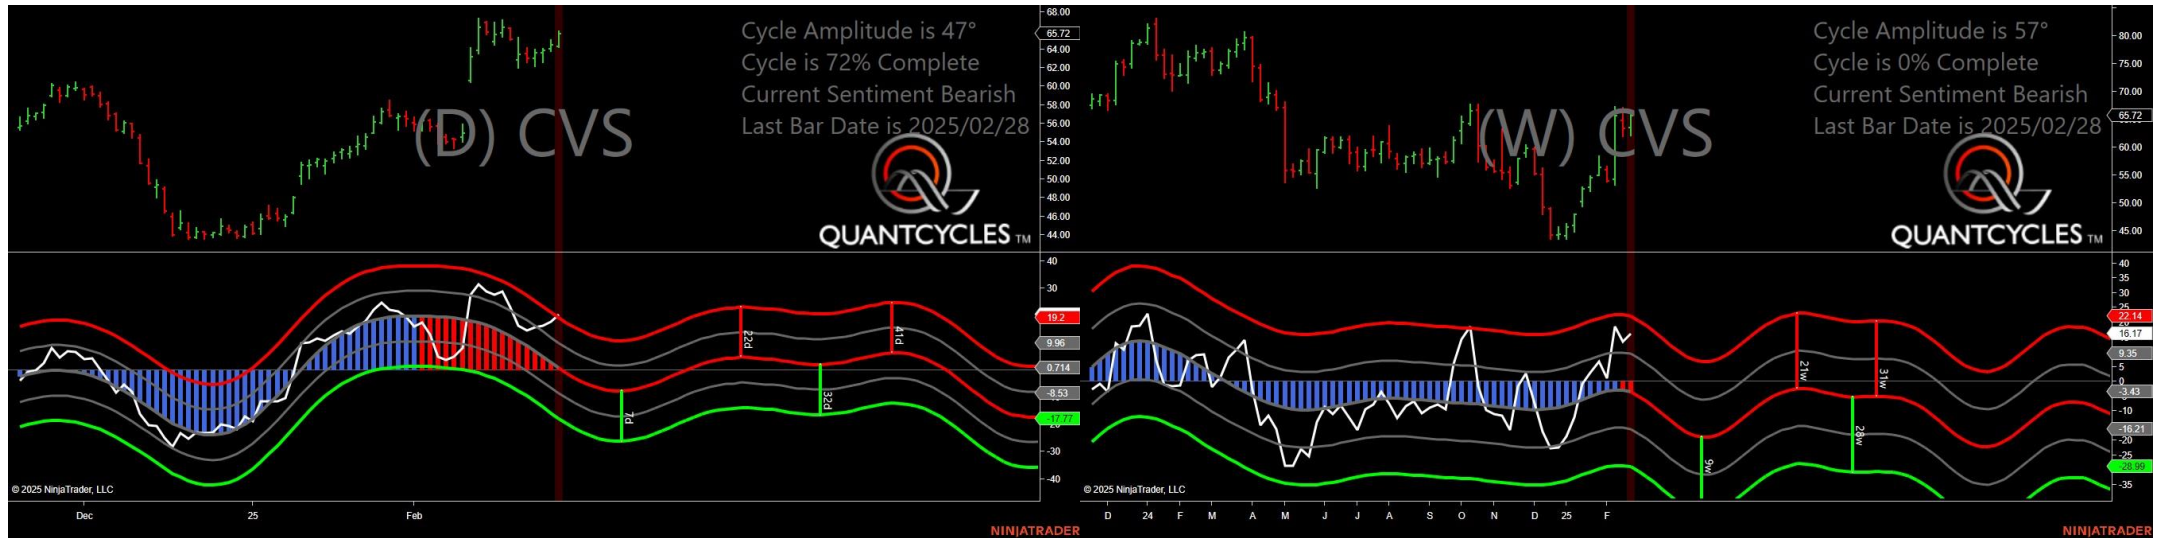 Cycle Amplitude is 47°
Cycle is 72% Complete
Current Sentiment Bearish
Last Bar Date is 2025/02/28
(D) CVS
QUANTCYCLES TM
68.00
65.72
64.00
62.00
60.00
58.00
56.00
54.00
52.00
50.00
48.00
46.00
44.00
40
30
19.2
9.96
0.714
-8.53
-17.77
-30
-40
22d
41d
7d
32d
© 2025 NinjaTrader, LLC
Dec
25
Feb
NINJATRADER
Cycle Amplitude is 57°
Cycle is 0% Complete
Current Sentiment Bearish
Last Bar Date is 2025/02/28
(W) CVS
QUANTCYCLES TM
80.00
75.00
70.00
65.72
60.00
55.00
50.00
45.00
40
35
30
25
22.14
16.17
9.35
5
0
-3.43
-10
-16.21
-20
-25
-28.99
-35
21w
31w
9w
28w
© 2025 NinjaTrader, LLC
D
24
F
M
A
M
J
J
A
S
O
N
D
25
F
NINJATRADER